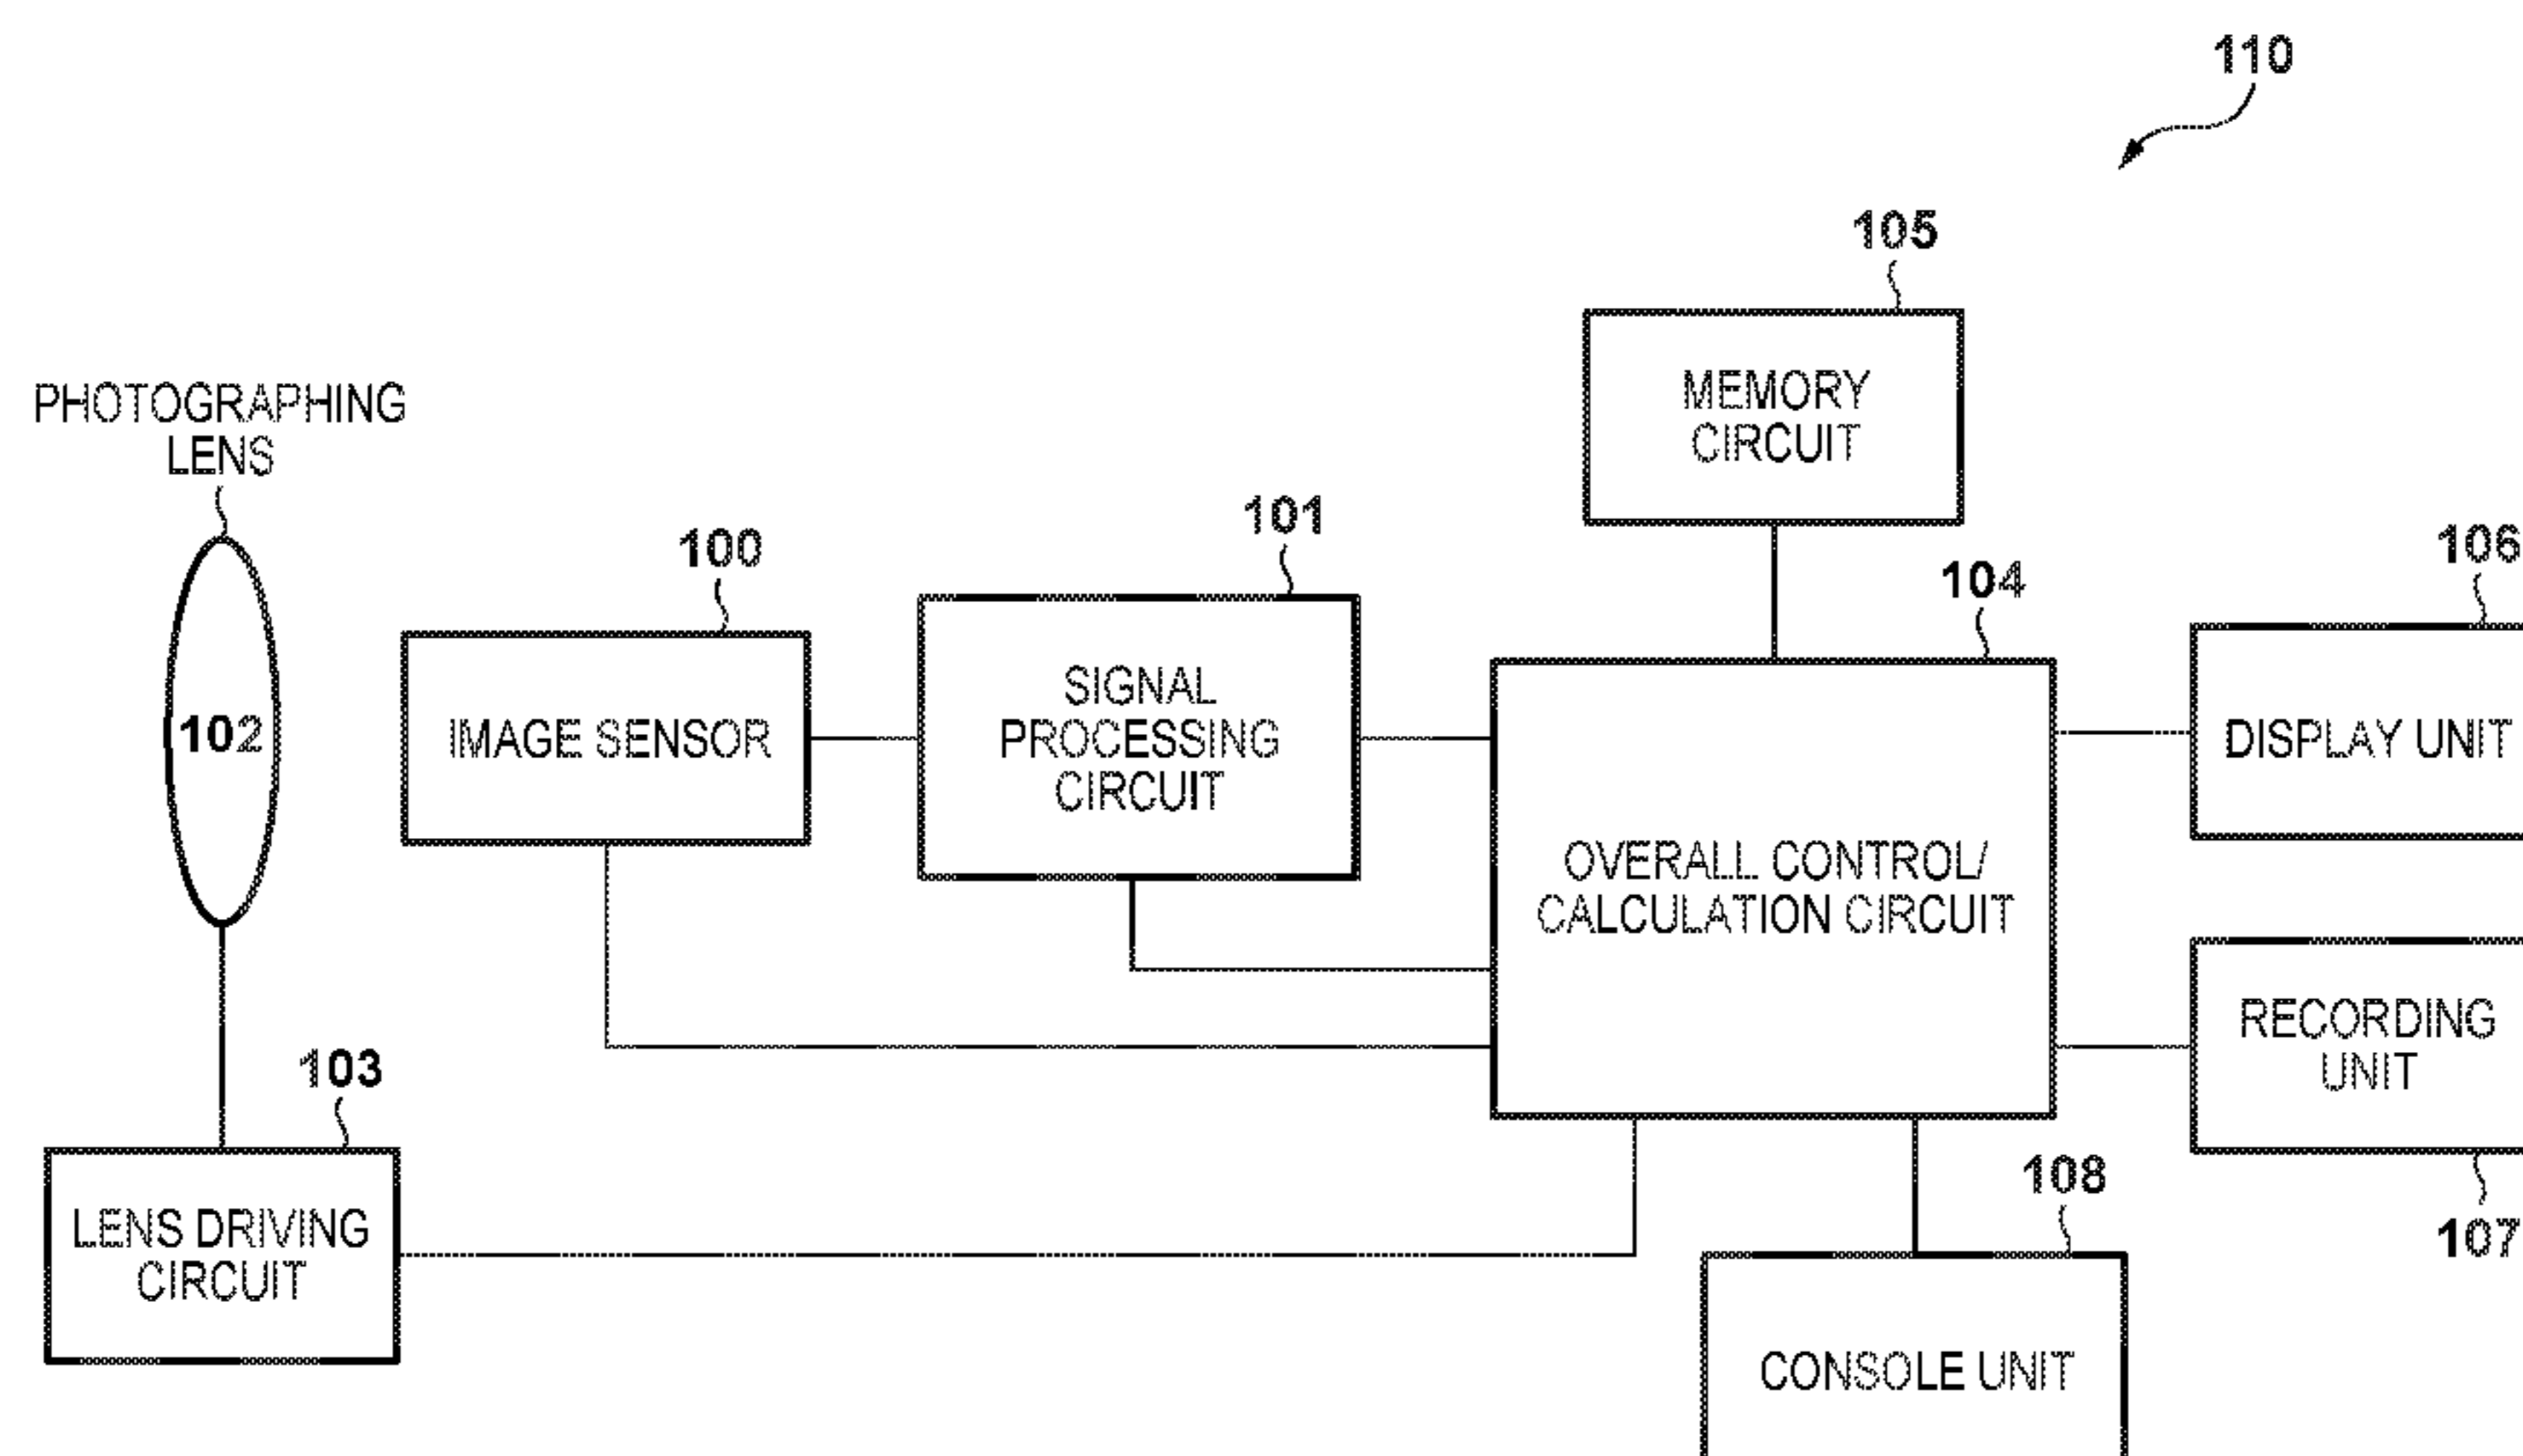 110
105
MEMORY
CIRCUIT
PHOTOGRAPHING
LENS
102
100
IMAGE SENSOR
101
SIGNAL
PROCESSING
CIRCUIT
104
OVERALL CONTROL/
CALCULATION CIRCUIT
106
DISPLAY UNIT
RECORDING
UNIT
107
103
LENS DRIVING
CIRCUIT
108
CONSOLE UNIT